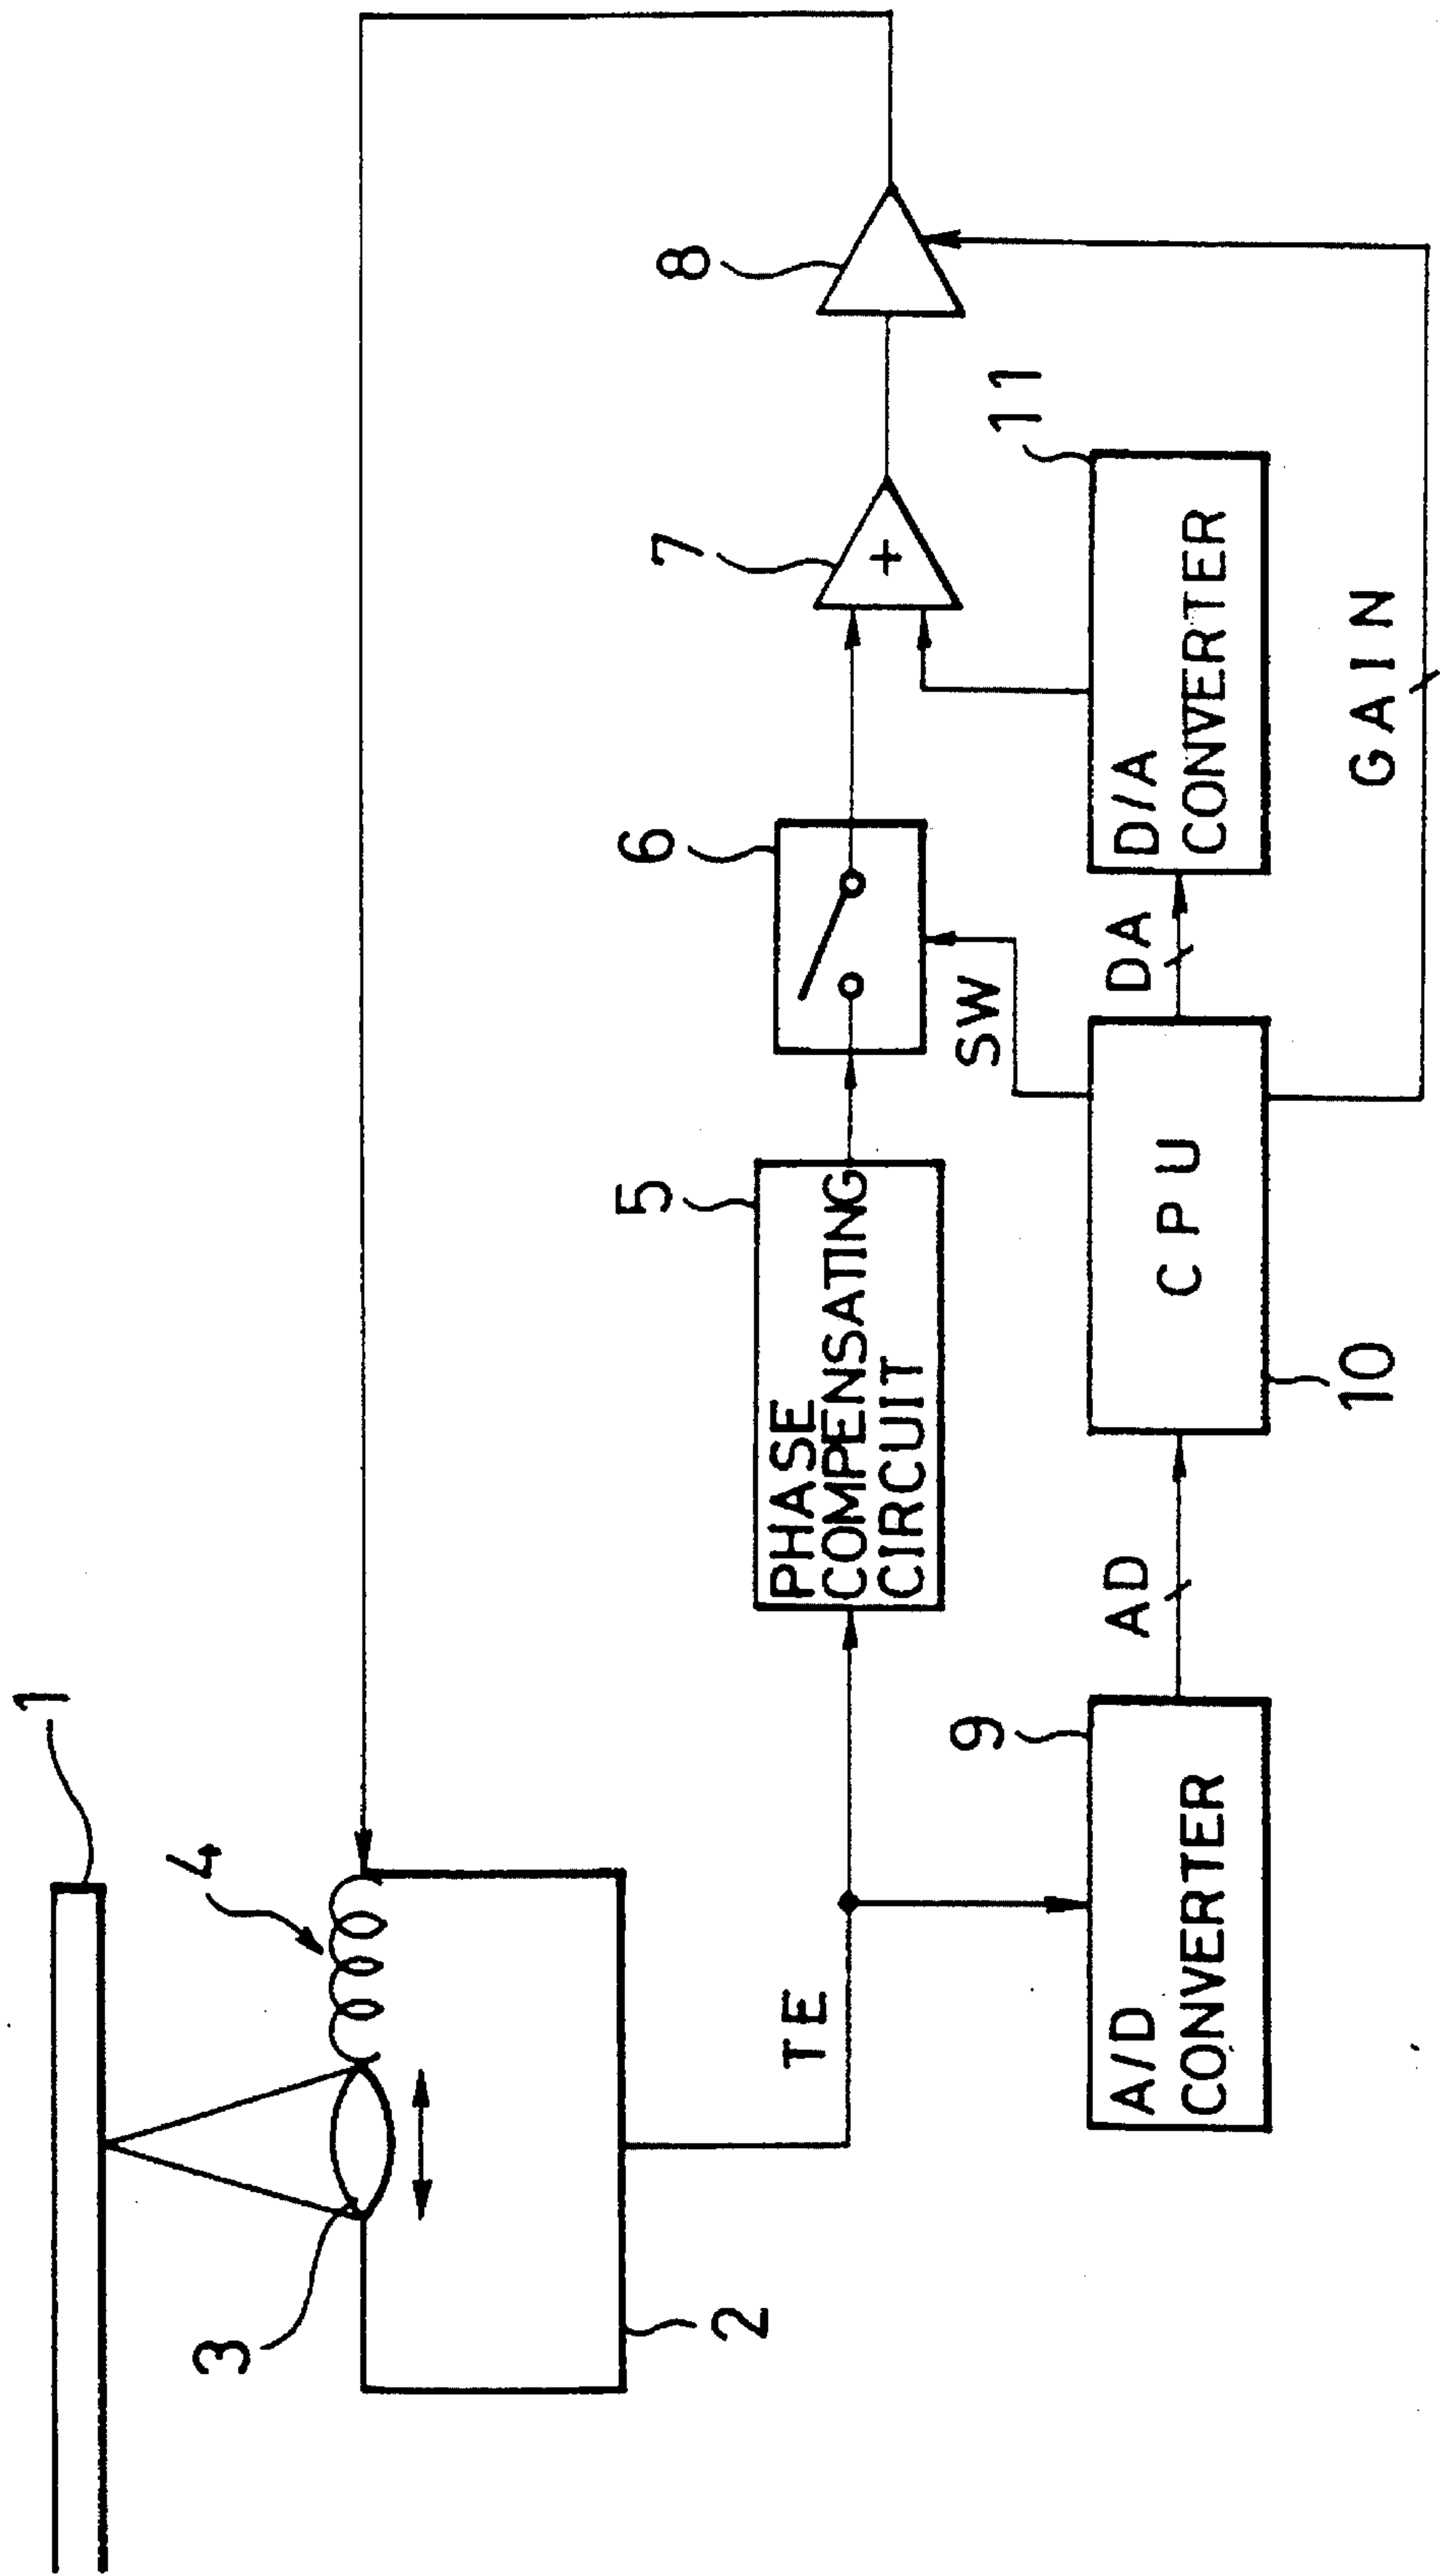 1
4
3
2
TE
5
PHASE
COMPENSATING
CIRCUIT
6
SW
7
8
9
A/D
CONVERTER
AD
CPU
10
DA
11
D/A
CONVERTER
GAIN